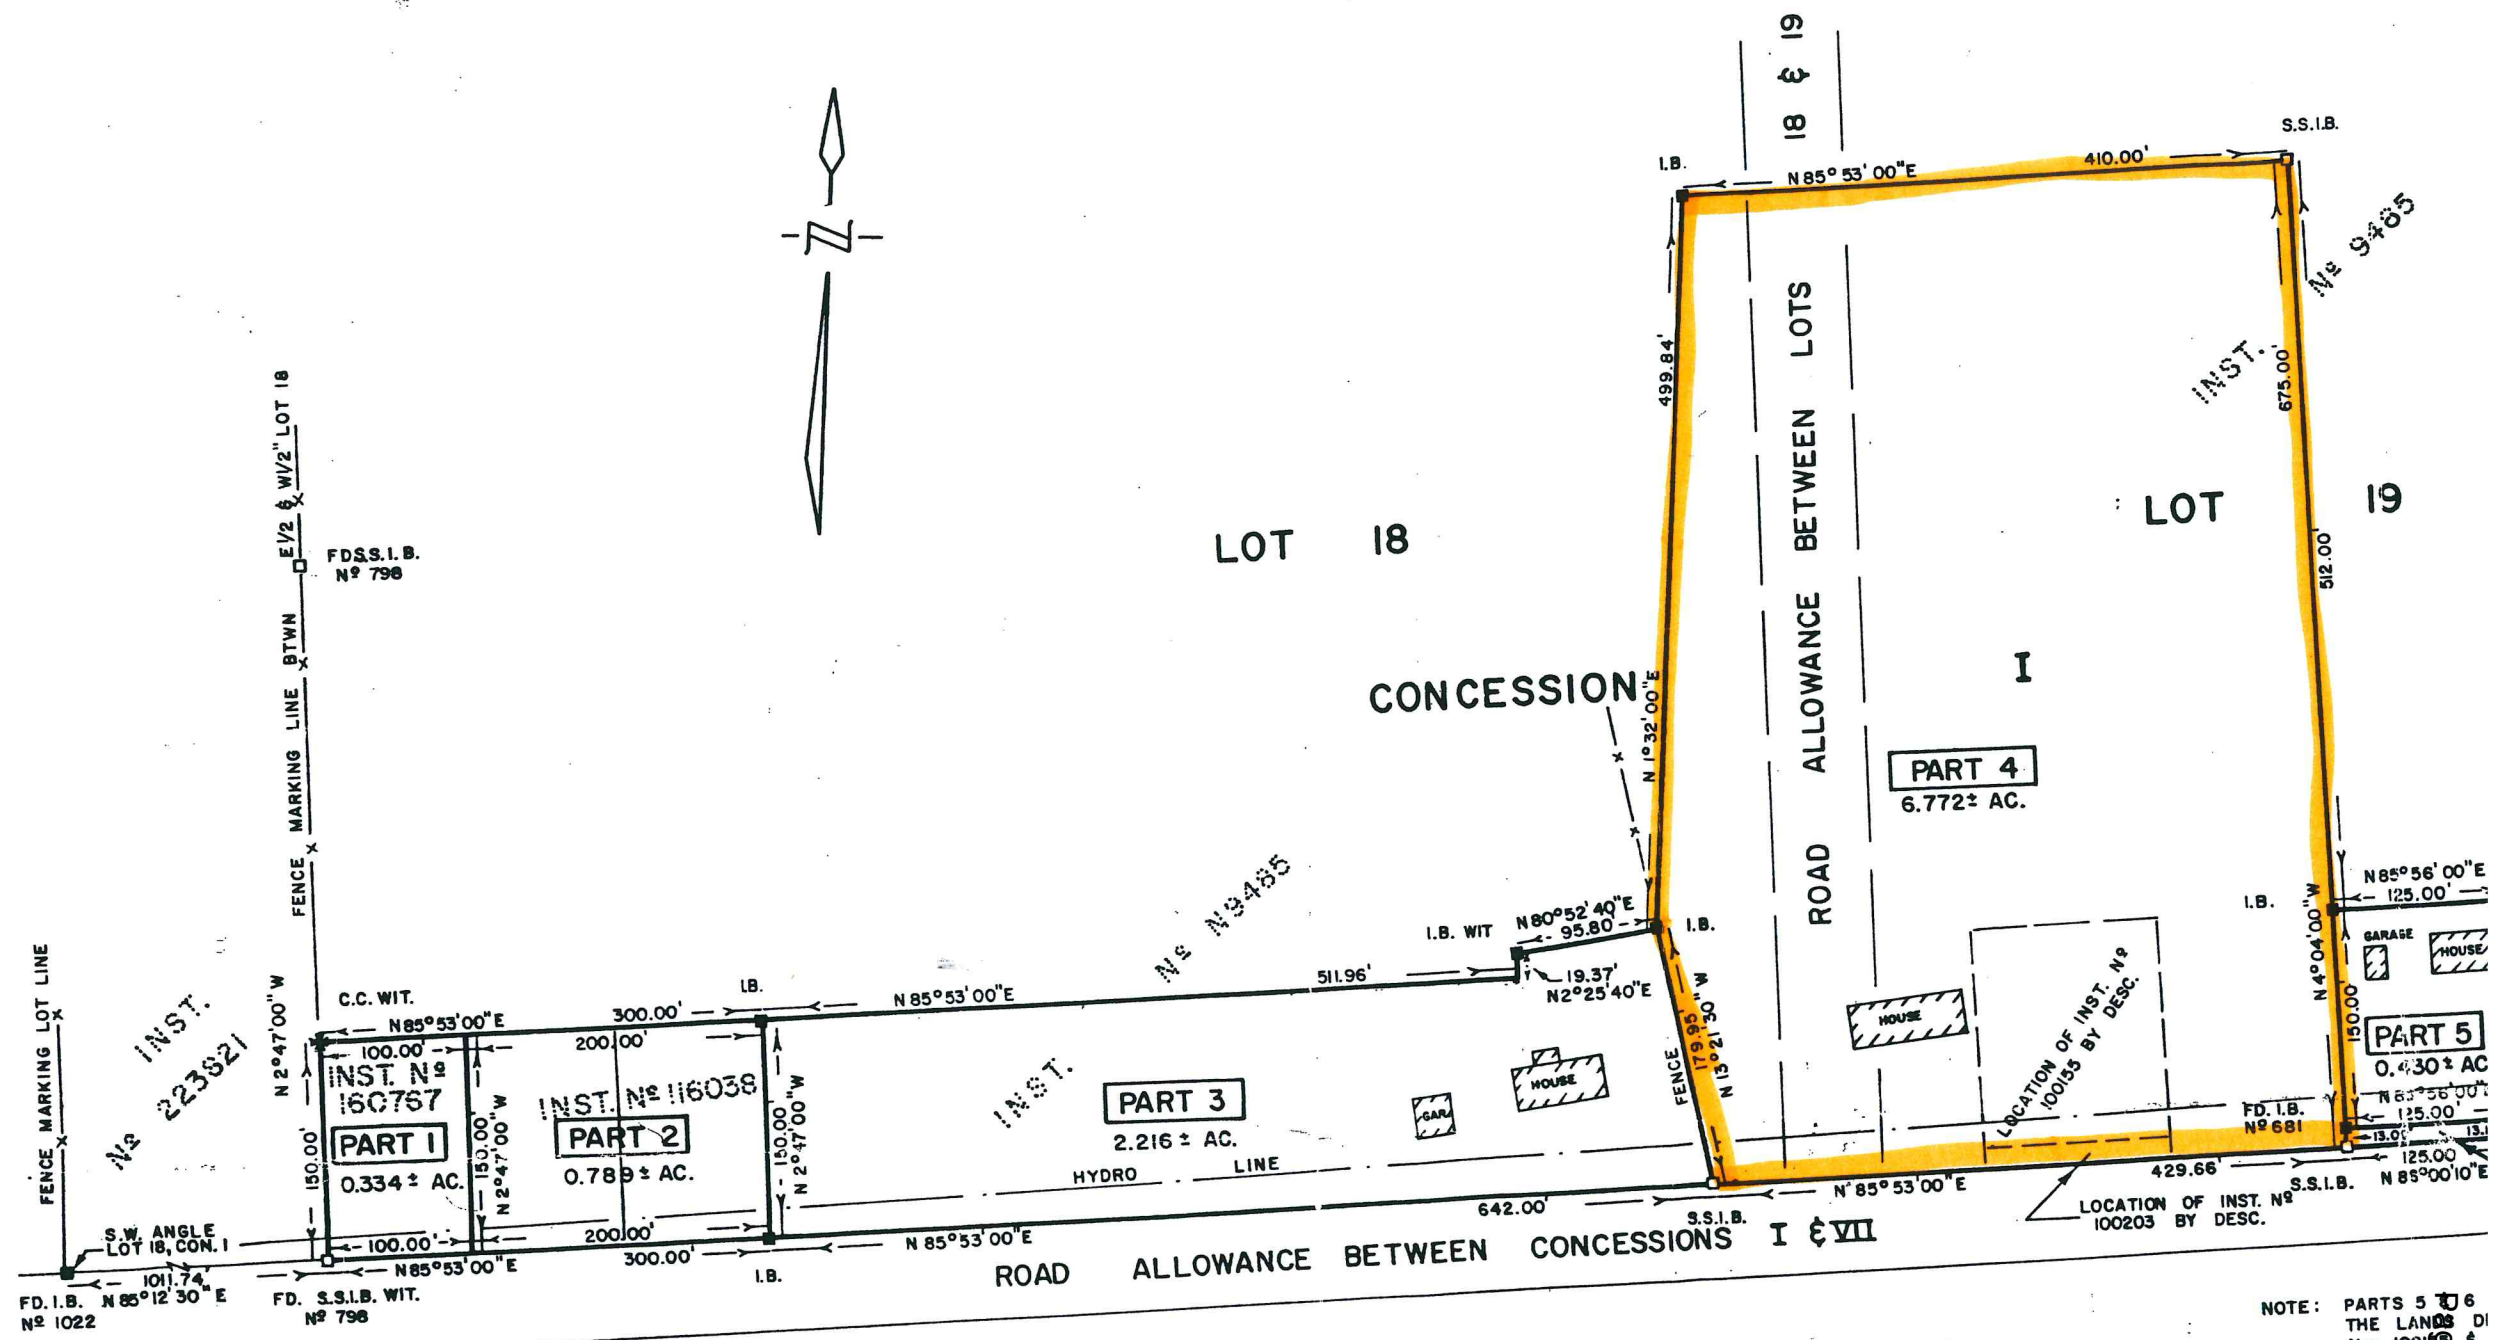 18 & 19
S.S.I.B.
I.B.
N 85° 53' 00" E
410.00'
INST. Nº 9485
499.84'
N 1° 32' 00" E
675.00'
512.00'
N 4° 04' 00" W
150.00'
ROAD ALLOWANCE BETWEEN LOTS
N
LOT 18
LOT 19
CONCESSION I
PART 4
6.772± AC.
E 1/2 & W 1/2" LOT 18
FENCE MARKING LINE BTWN
FD S.S.I.B.
Nº 798
FENCE MARKING LOT LINE
INST.
Nº 223821
N 2° 47' 00" W
150.00'
C.C. WIT.
N 85° 53' 00" E
300.00'
I.B.
100.00'
200.00'
INST. Nº
160767
PART 1
0.334± AC.
150.00'
N 2° 47' 00" W
INST. Nº 116038
PART 2
0.789± AC.
150.00'
N 2° 47' 00" W
100.00'
200.00'
N 85° 53' 00" E
300.00'
I.B.
S.W. ANGLE
LOT 18, CON. 1
1011.74'
FD. I.B.
Nº 1022
N 85° 12' 30" E
FD. S.S.I.B. WIT.
Nº 798
N 85° 53' 00" E
511.96'
Nº N9485
INST.
I.B. WIT
N 80° 52' 40" E
95.80'
I.B.
19.37'
N 2° 25' 40" E
PART 3
2.216± AC.
GAR.
HOUSE
HYDRO LINE
FENCE
179.95'
N 13° 21' 30" W
N 85° 53' 00" E
642.00'
S.S.I.B.
HOUSE
LOCATION OF INST. Nº
100155 BY DESC.
N 85° 53' 00" E
429.66'
S.S.I.B.
LOCATION OF INST. Nº
100203 BY DESC.
I.B.
N 85° 56' 00" E
125.00'
GARAGE
HOUSE
PART 5
AC
FD. I.B.
Nº 681
125.00'
13.0
125.00
ROAD ALLOWANCE BETWEEN CONCESSIONS I & VII
NOTE: PARTS 5 6
THE LANDS